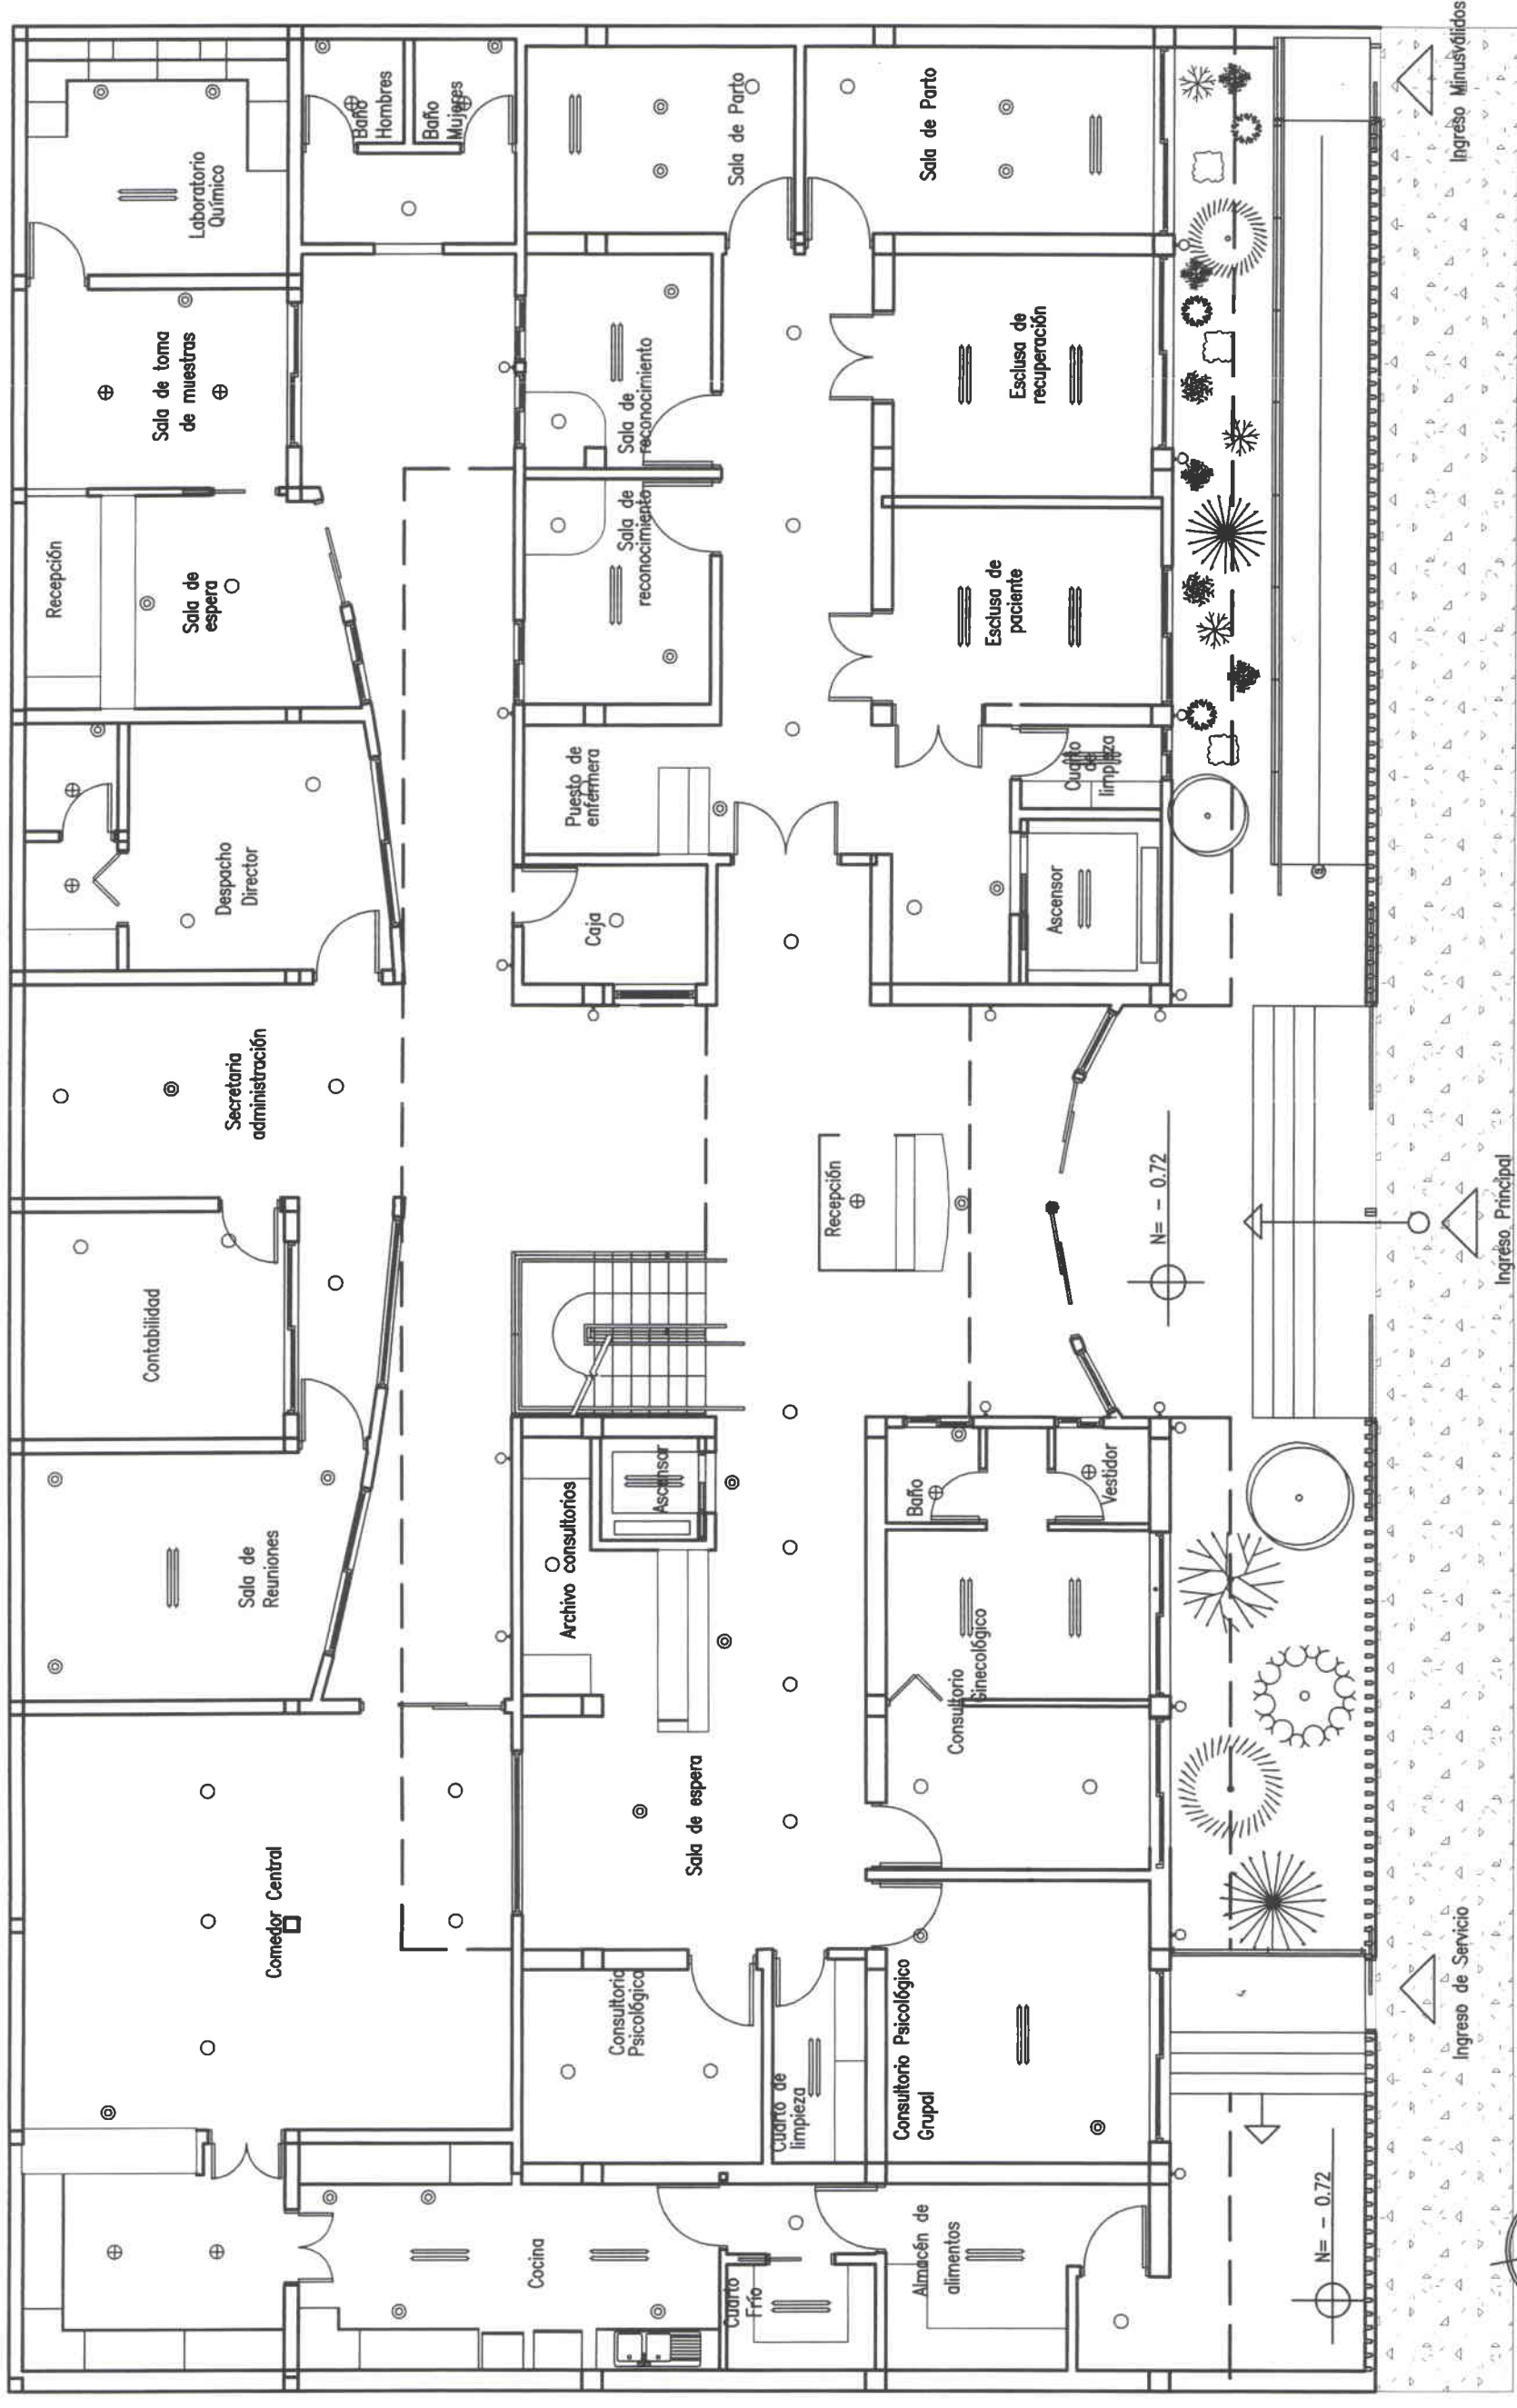 Laboratorio
Químico
Baño
Hombres
Baño
Mujeres
Sala de Parto
Sala de Parto
Ingreso Minusválidos
Sala de toma
de muestras
Sala de
reconocimiento
Esclusa de
recuperación
Recepción
Sala de
espera
Sala de
reconocimiento
Esclusa de
paciente
Despacho
Director
Puesto de
enfermera
Cuarto
de
limpieza
Caja
Ascensor
Secretaria
administración
Recepción
N= - 0.72
Ingreso Principal
Contabilidad
Sala de
Reuniones
Archivo consultorios
Ascensor
Baño
Vestidor
Consultorio
Ginecológico
Sala de espera
Comedor Central
Consultorio
Psicológico
Cuarto de
limpieza
Consultorio Psicológico
Grupal
Ingreso de Servicio
Cocina
Cuarto
Frío
Almacén de
alimentos
N= - 0.72